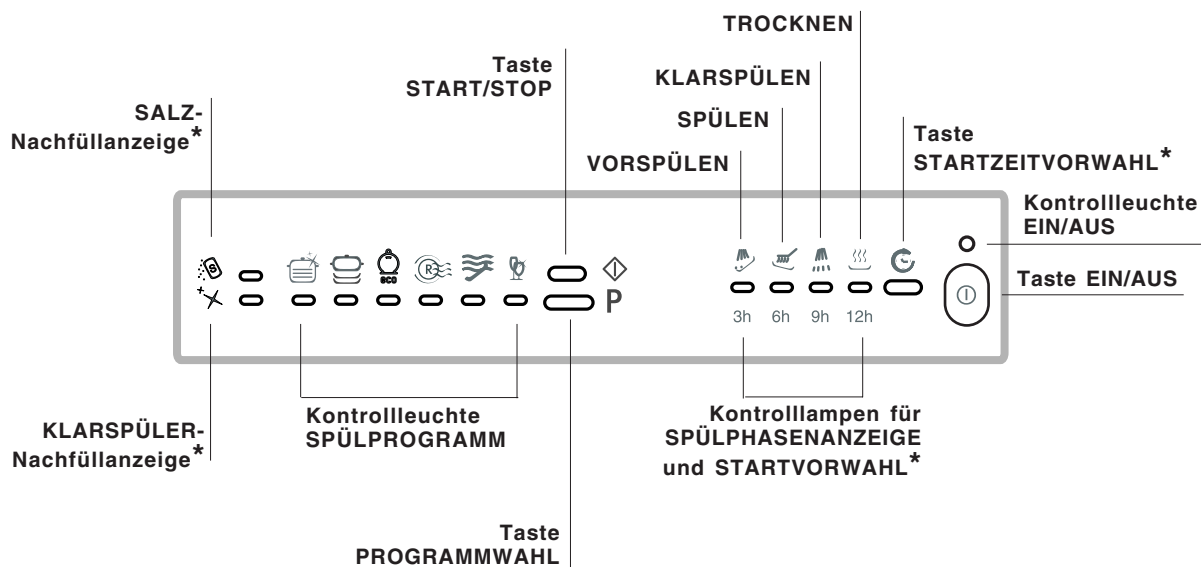 TROCKNEN
Taste
START/STOP
KLARSPÜLEN
SALZ-
Nachfüllanzeige*
SPÜLEN
Taste
STARTZEITVORWAHL*
VORSPÜLEN
Kontrollleuchte
EIN/AUS
S
R
eco
P
Taste EIN/AUS
3h 6h 9h 12h
KLARSPÜLER-
Nachfüllanzeige*
Kontrollleuchte
SPÜLPROGRAMM
Kontrolllampen für
SPÜLPHASENANZEIGE
und STARTVORWAHL*
Taste
PROGRAMMWAHL